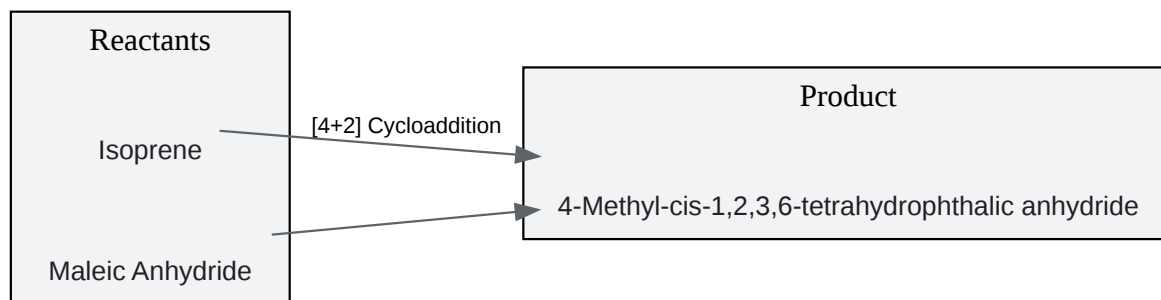 Reactants
Isoprene
Maleic Anhydride
[4+2] Cycloaddition
Product
4-Methyl-cis-1,2,3,6-tetrahydrophthalic anhydride